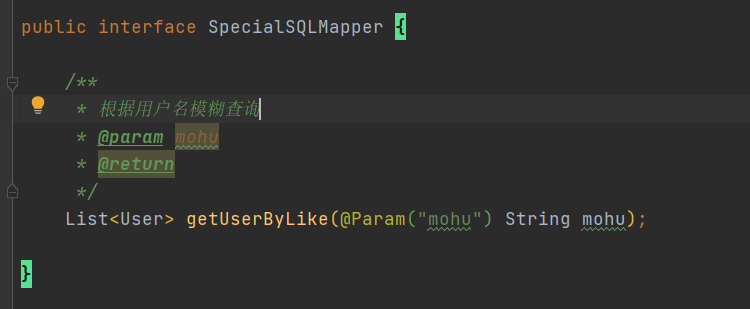 public interface SpecialSQLMapper {
/**
* 根据用户名模糊查询
* @param mohu
* @return
*/
List<User> getUserByLike(@Param("mohu") String mohu);
}